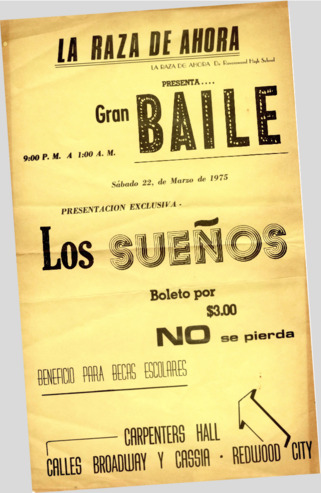 LA RAZA DE AHORA
LA RAZA DE AHORA De Ravenswood High School
PRESENTA....
Gran BAILE
9:00 P. M. A 1:00 A. M.
Sábado 22, de Marzo de 1975
PRESENTACION EXCLUSIVA -
Los SUEÑOS
Boleto por
$3.00
NO se pierda
BENEFICIO PARA BECAS ESCOLARES
CARPENTERS HALL
CALLES BROADWAY Y CASSIA · REDWOOD CITY